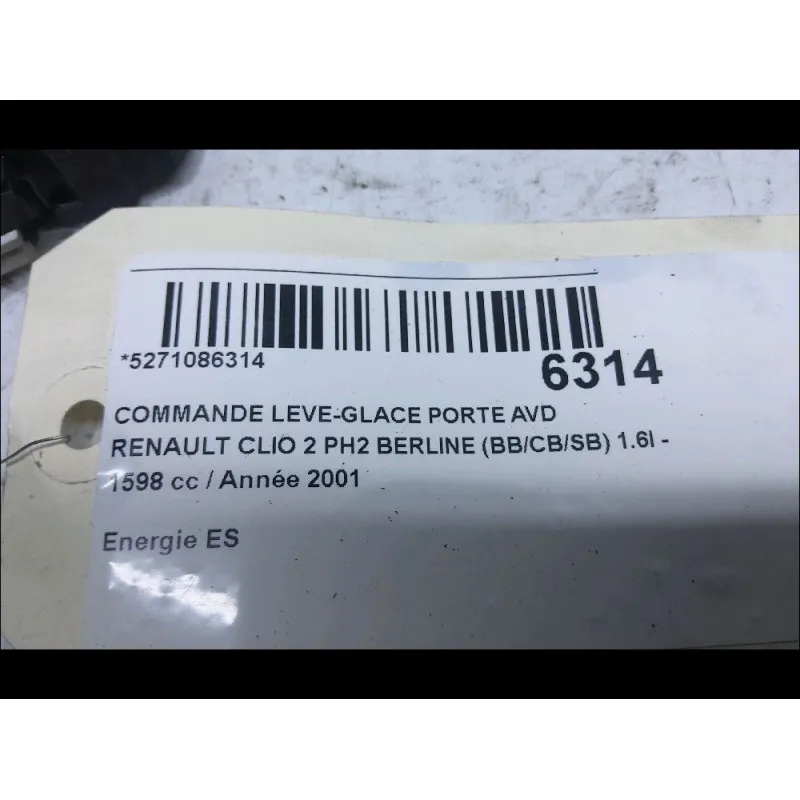 *5271086314
6314
COMMANDE LEVE-GLACE PORTE AVD
RENAULT CLIO 2 PH2 BERLINE (BB/CB/SB) 1.6l -
1598 cc / Année 2001
Energie ES